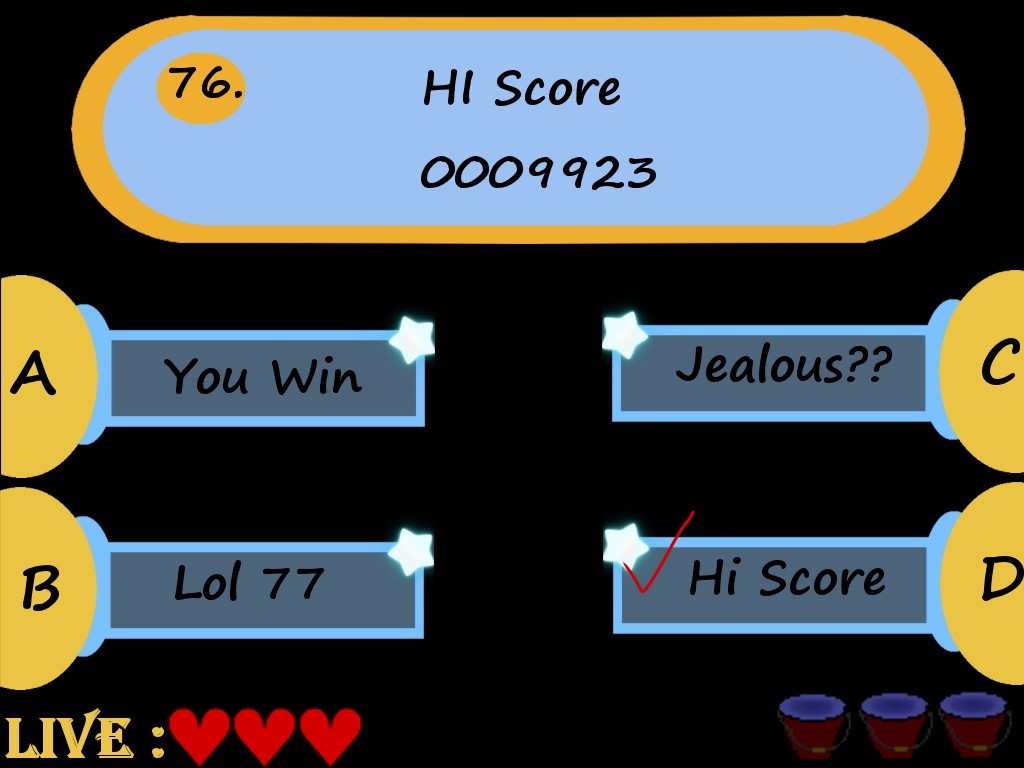 76.
HI Score
0009923
A
You Win
Jealous??
C
B
Lol 77
Hi Score
D
LIVE :